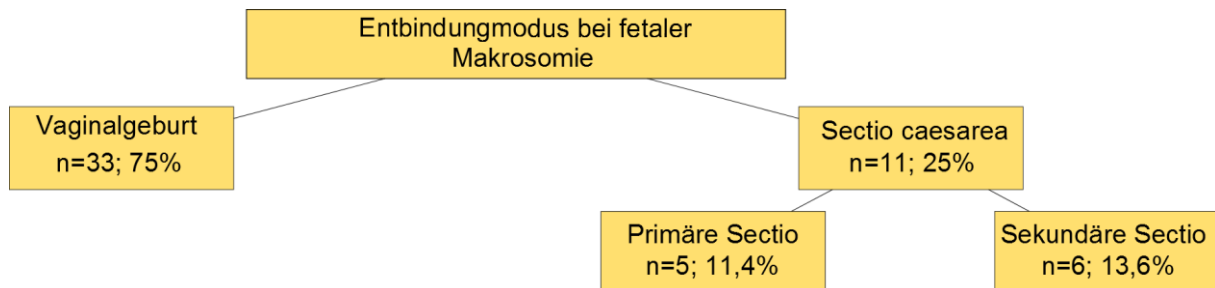 Entbindungmodus bei fetaler
Makrosomie
Vaginalgeburt
n=33; 75%
Sectio caesarea
n=11; 25%
Primäre Sectio
n=5; 11,4%
Sekundäre Sectio
n=6; 13,6%